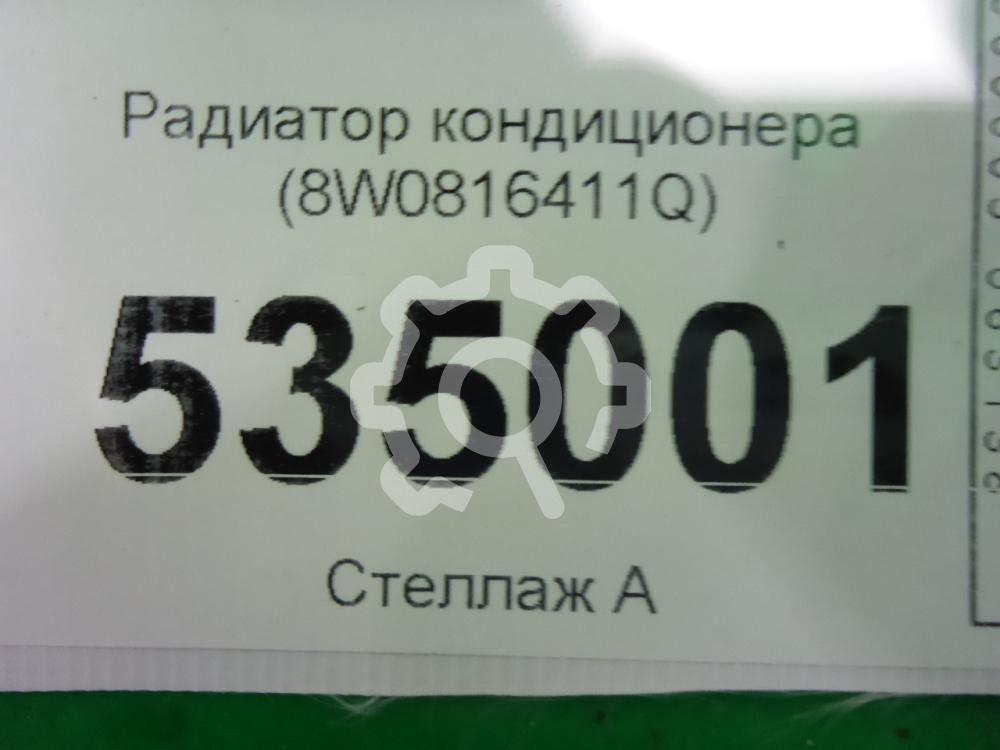 Радиатор кондиционера
(8W0816411Q)
535001
Стеллаж А